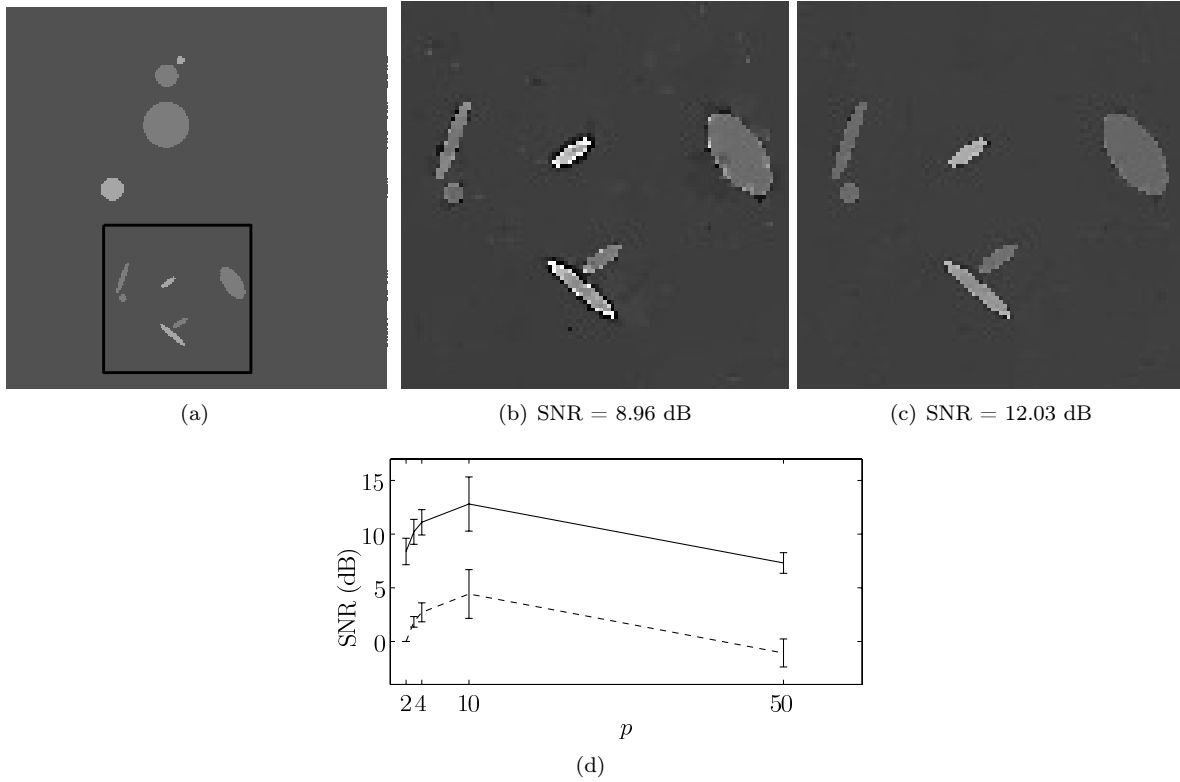 (a)
(b) SNR = 8.96 dB
(c) SNR = 12.03 dB
SNR (dB)
15
10
5
0
2 4 10 50
p
(d)